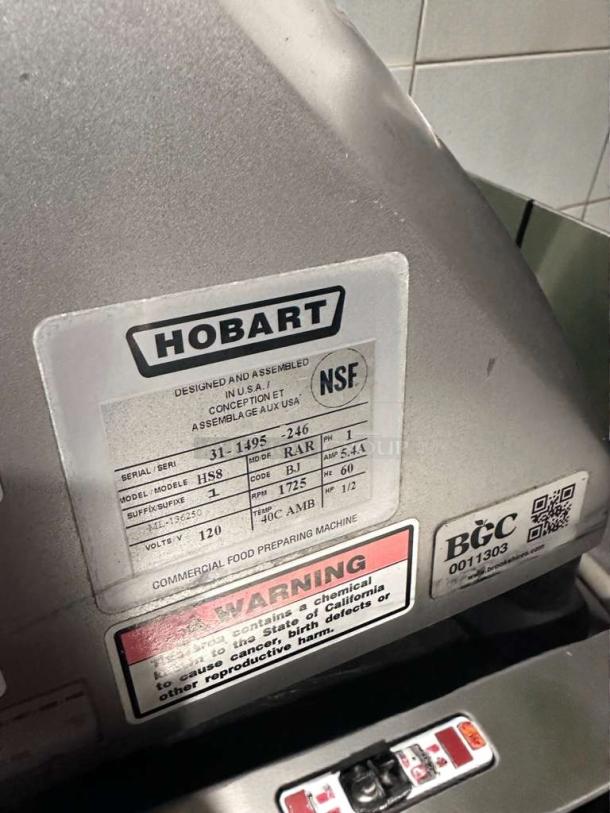 HOBART
DESIGNED AND ASSEMBLED
IN U.S.A. /
CONCEPTION ET
ASSEMBLAGE AUX USA
NSF
SERIAL / SERI 31-1495 -246
MODEL / MODELE HS8 MD/DF RAR PH 1
SUFFIX/SUFIXE 1 CODE BJ AMP 5.4A
ML-136250 RPM 1725 Hz 60
VOLTS / V 120 TEMP 40C AMB HP 1/2
COMMERCIAL FOOD PREPARING MACHINE
WARNING
contains a chemical
known to the State of California
to cause cancer, birth defects or
other reproductive harm.
BGC
0011303